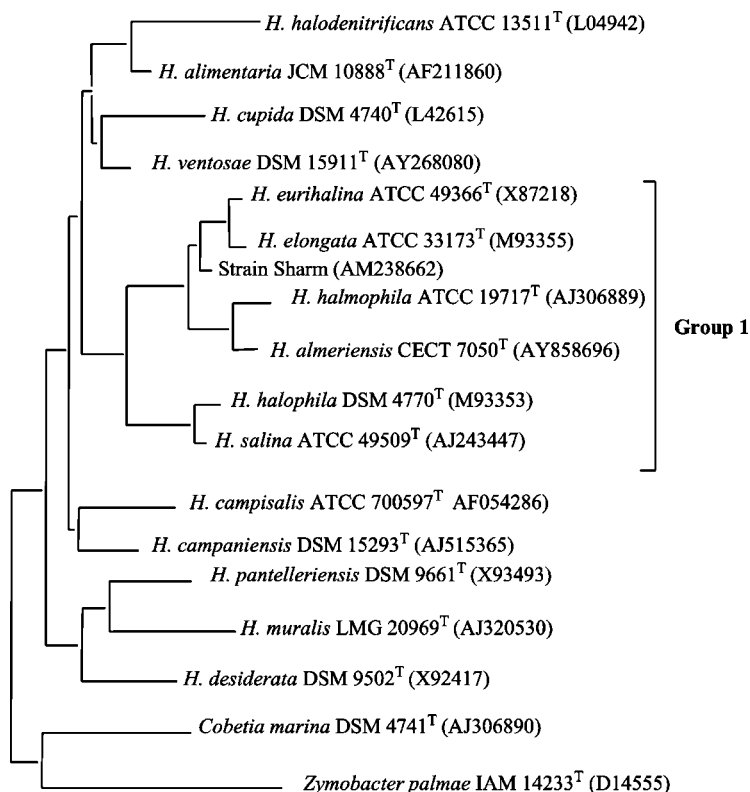 H. halodenitrificans ATCC 13511T (L04942)
H. alimentaria JCM 10888T (AF211860)
H. cupida DSM 4740T (L42615)
H. ventosae DSM 15911T (AY268080)
H. eurihalina ATCC 49366T (X87218)
H. elongata ATCC 33173T (M93355)
Strain Sharm (AM238662)
H. halmophila ATCC 19717T (AJ306889)
Group 1
H. almeriensis CECT 7050T (AY858696)
H. halophila DSM 4770T (M93353)
H. salina ATCC 49509T (AJ243447)
H. campisalis ATCC 700597T AF054286)
H. campaniensis DSM 15293T (AJ515365)
H. pantelleriensis DSM 9661T (X93493)
H. muralis LMG 20969T (AJ320530)
H. desiderata DSM 9502T (X92417)
Cobetia marina DSM 4741T (AJ306890)
Zymobacter palmae IAM 14233T (D14555)